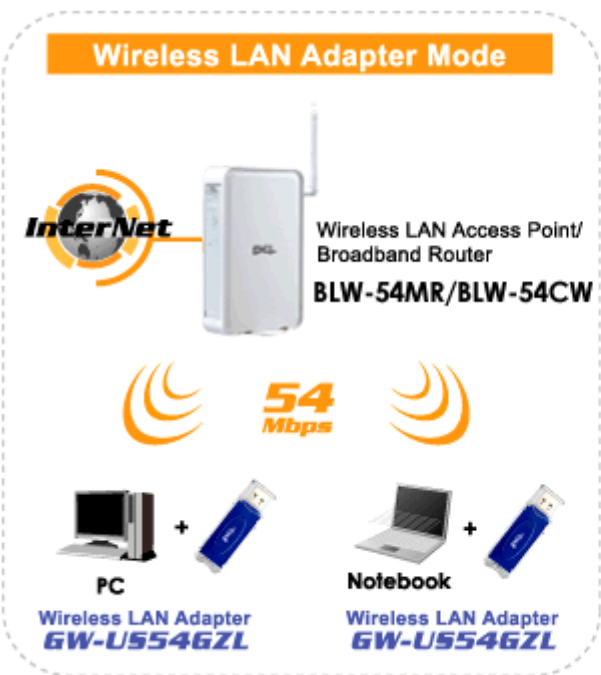 Wireless LAN Adapter Mode
InterNet
Wireless LAN Access Point/
Broadband Router
BLW-54MR/BLW-54CW
54
Mbps
+
+
PC
Notebook
Wireless LAN Adapter
GW-US54GZL
Wireless LAN Adapter
GW-US54GZL